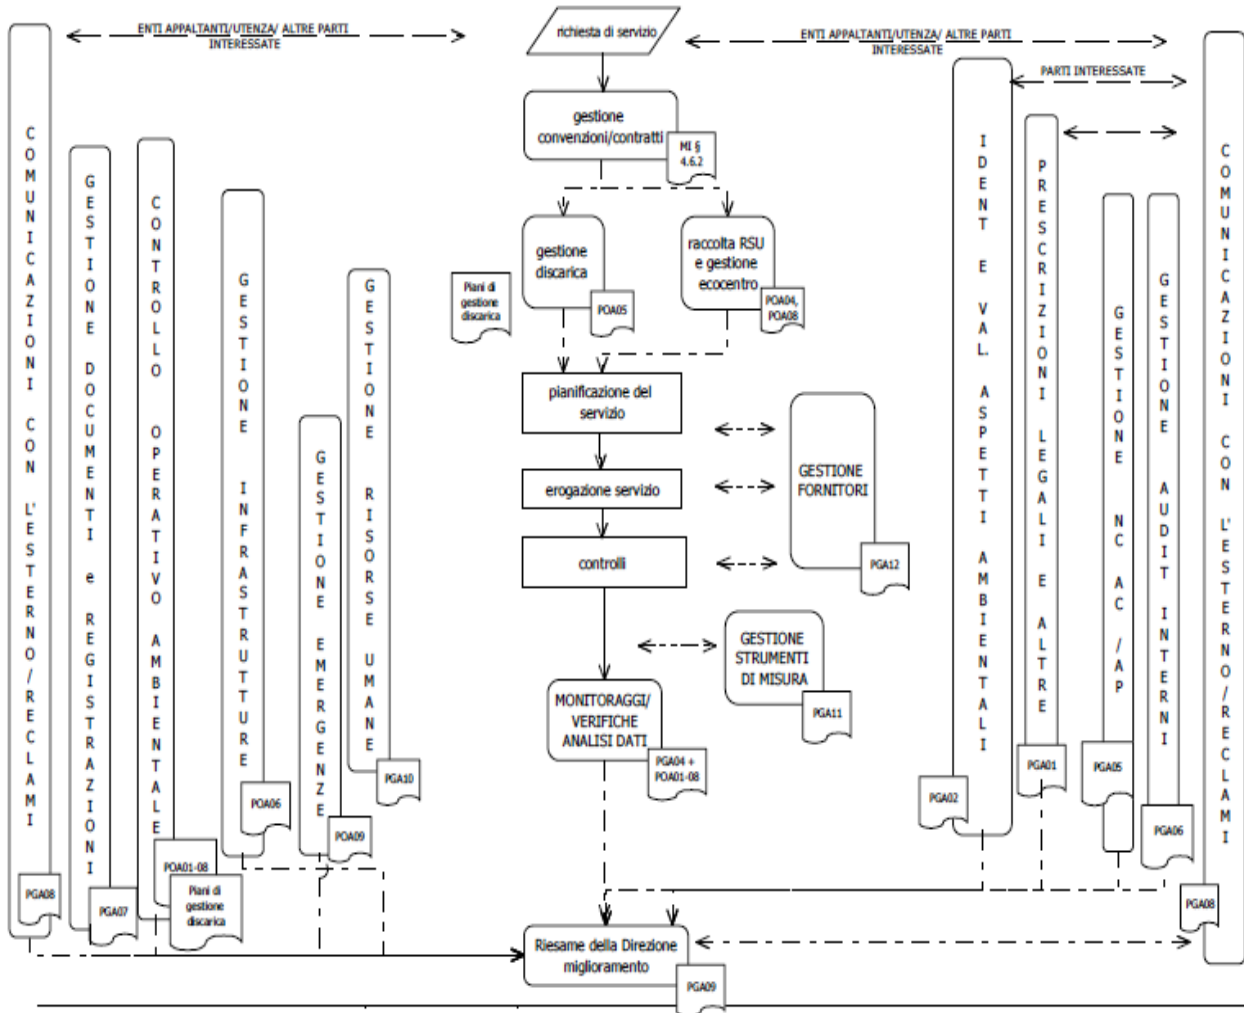 ENTI APPALTANTI/UTENZA/ ALTRE PARTI
INTERESSATE
richiesta di servizio
ENTI APPALTANTI/UTENZA/ ALTRE PARTI
INTERESSATE
PARTI INTERESSATE
gestione
convenzioni/contratti
MI §
4.6.2
gestione
discarica
POA05
Piani di
gestione
discarica
raccolta RSU
e gestione
ecocentro
POA04,
POA08
pianificazione del
servizio
erogazione servizio
controlli
GESTIONE
FORNITORI
PGA12
GESTIONE
STRUMENTI
DI MISURA
PGA11
MONITORAGGI/
VERIFICHE
ANALISI DATI
PGA04 +
POA01-08
Riesame della Direzione
miglioramento
PGA09
COMUNICAZIONI CON L'ESTERNO/RECLAMI
PGA08
GESTIONE DOCUMENTI e REGISTRAZIONI
PGA07
CONTROLLO OPERATIVO AMBIENTALE
POA01-08
Piani di
gestione
discarica
GESTIONE INFRASTRUTTURE
POA06
GESTIONE EMERGENZE
POA09
GESTIONE RISORSE UMANE
PGA10
IDENT E VAL. ASPETTI AMBIENTALI
PGA02
PRESCRIZIONI LEGALI E ALTRE
PGA01
GESTIONE NC AC/AP
PGA05
GESTIONE AUDIT INTERNI
PGA06
COMUNICAZIONI CON L'ESTERNO/RECLAMI
PGA08